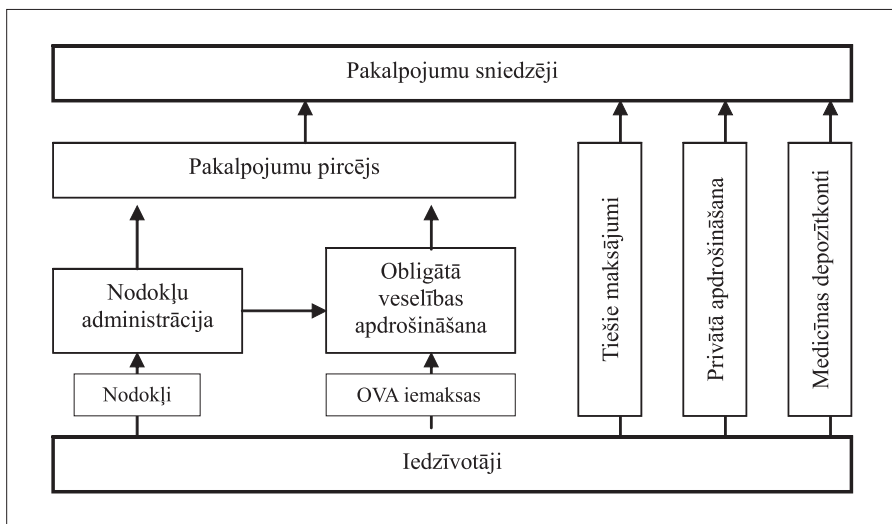 Pakalpojumu sniedzēji
Pakalpojumu pircējs
Nodokļu
administrācija
Obligātā
veselības
apdrošināšana
Nodokļi
OVA iemaksas
Tiešie maksājumi
Privātā apdrošināšana
Medicīnas depozītkonti
Iedzīvotāji